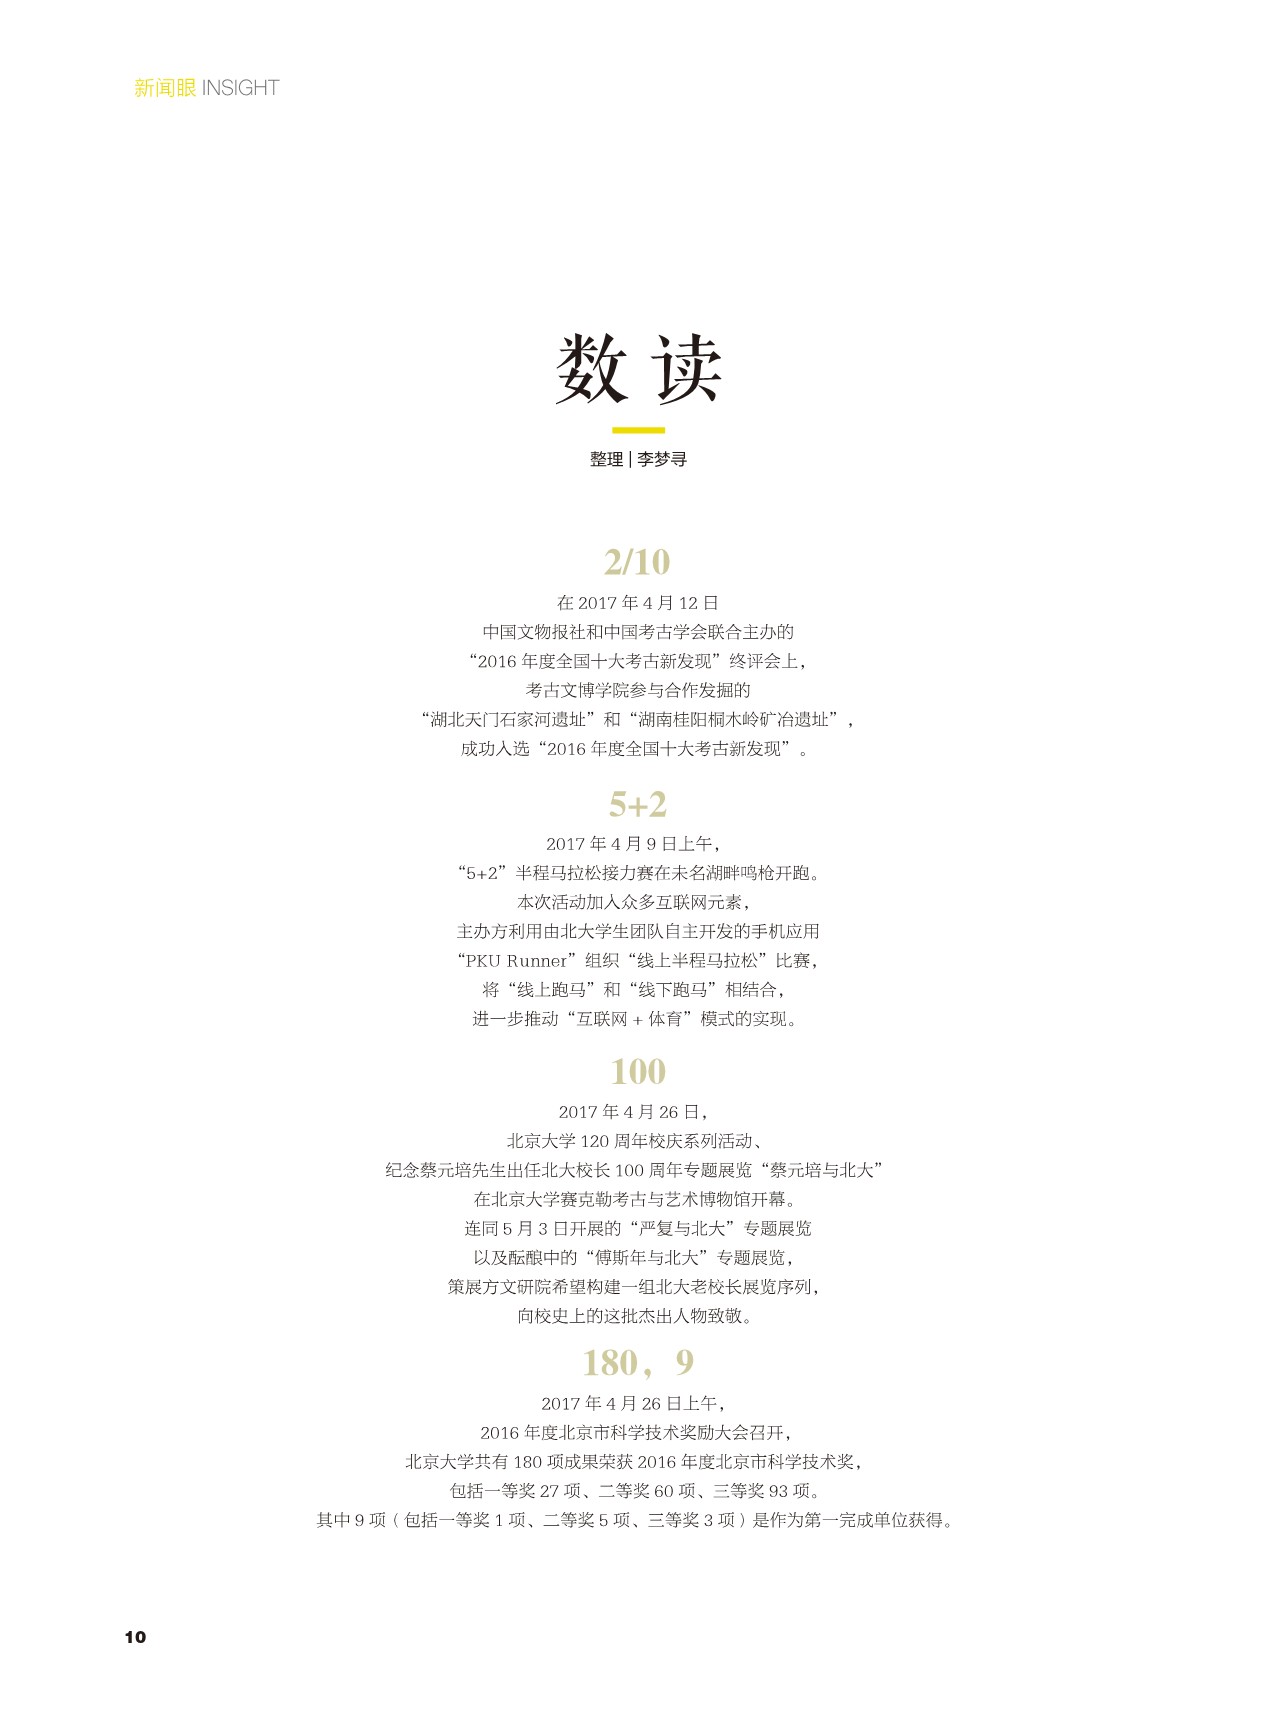 新闻眼 INSIGHT
数 读
整理 | 李梦寻
2/10
在 2017 年 4 月 12 日
中国文物报社和中国考古学会联合主办的
“2016 年度全国十大考古新发现”终评会上，
考古文博学院参与合作发掘的
“湖北天门石家河遗址”和“湖南桂阳桐木岭矿冶遗址”，
成功入选“2016 年度全国十大考古新发现”。
5+2
2017 年 4 月 9 日上午，
“5+2”半程马拉松接力赛在未名湖畔鸣枪开跑。
本次活动加入众多互联网元素，
主办方利用由北大学生团队自主开发的手机应用
“PKU Runner”组织“线上半程马拉松”比赛，
将“线上跑马”和“线下跑马”相结合，
进一步推动“互联网 + 体育”模式的实现。
100
2017 年 4 月 26 日，
北京大学 120 周年校庆系列活动、
纪念蔡元培先生出任北大校长 100 周年专题展览“蔡元培与北大”
在北京大学赛克勒考古与艺术博物馆开幕。
连同 5 月 3 日开展的“严复与北大”专题展览
以及酝酿中的“傅斯年与北大”专题展览，
策展方文研院希望构建一组北大老校长展览序列，
向校史上的这批杰出人物致敬。
180，9
2017 年 4 月 26 日上午，
2016 年度北京市科学技术奖励大会召开，
北京大学共有 180 项成果荣获 2016 年度北京市科学技术奖，
包括一等奖 27 项、二等奖 60 项、三等奖 93 项。
其中 9 项（包括一等奖 1 项、二等奖 5 项、三等奖 3 项）是作为第一完成单位获得。
10